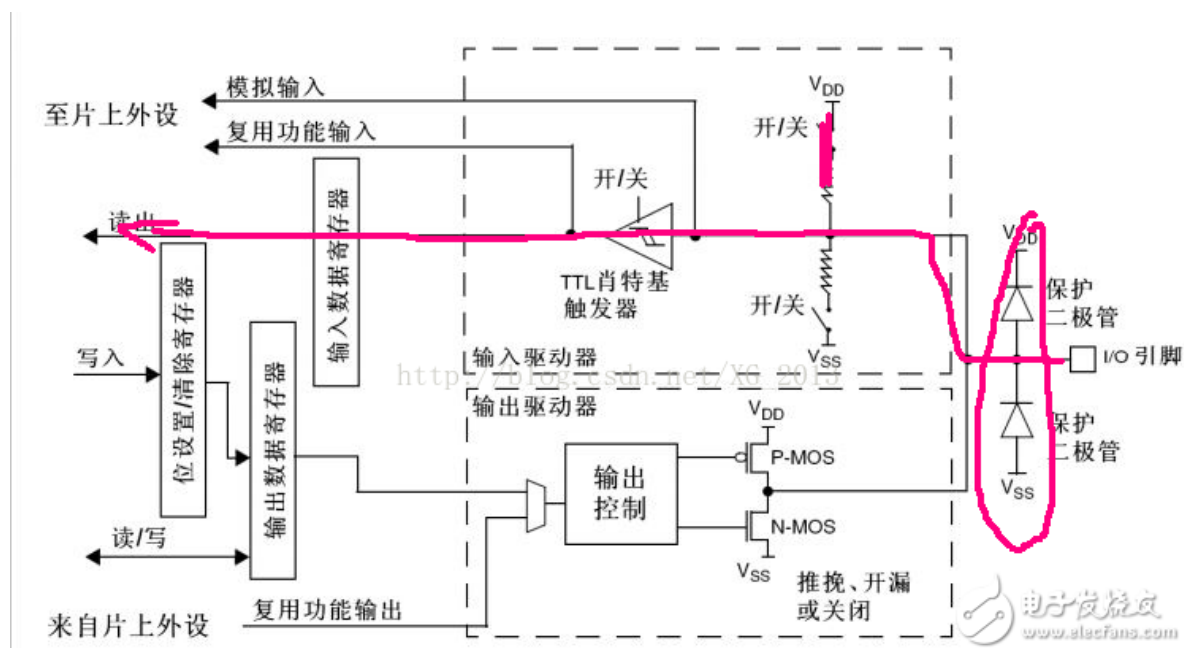 模拟输入
至片上外设
复用功能输入
VDD
开/关
开/关
读出
输入数据寄存器
TTL肖特基
触发器
VDD
保护
二极管
位设置/清除寄存器
开/关
写入
VSS
I/O 引脚
输入驱动器
http://blog.csdn.net/XG_2013
输出数据寄存器
输出驱动器
VDD
保护
二极管
P-MOS
输出
控制
VSS
N-MOS
读/写
VSS
推挽、开漏
或关闭
复用功能输出
来自片上外设
电子发烧友
www.elecfans.com